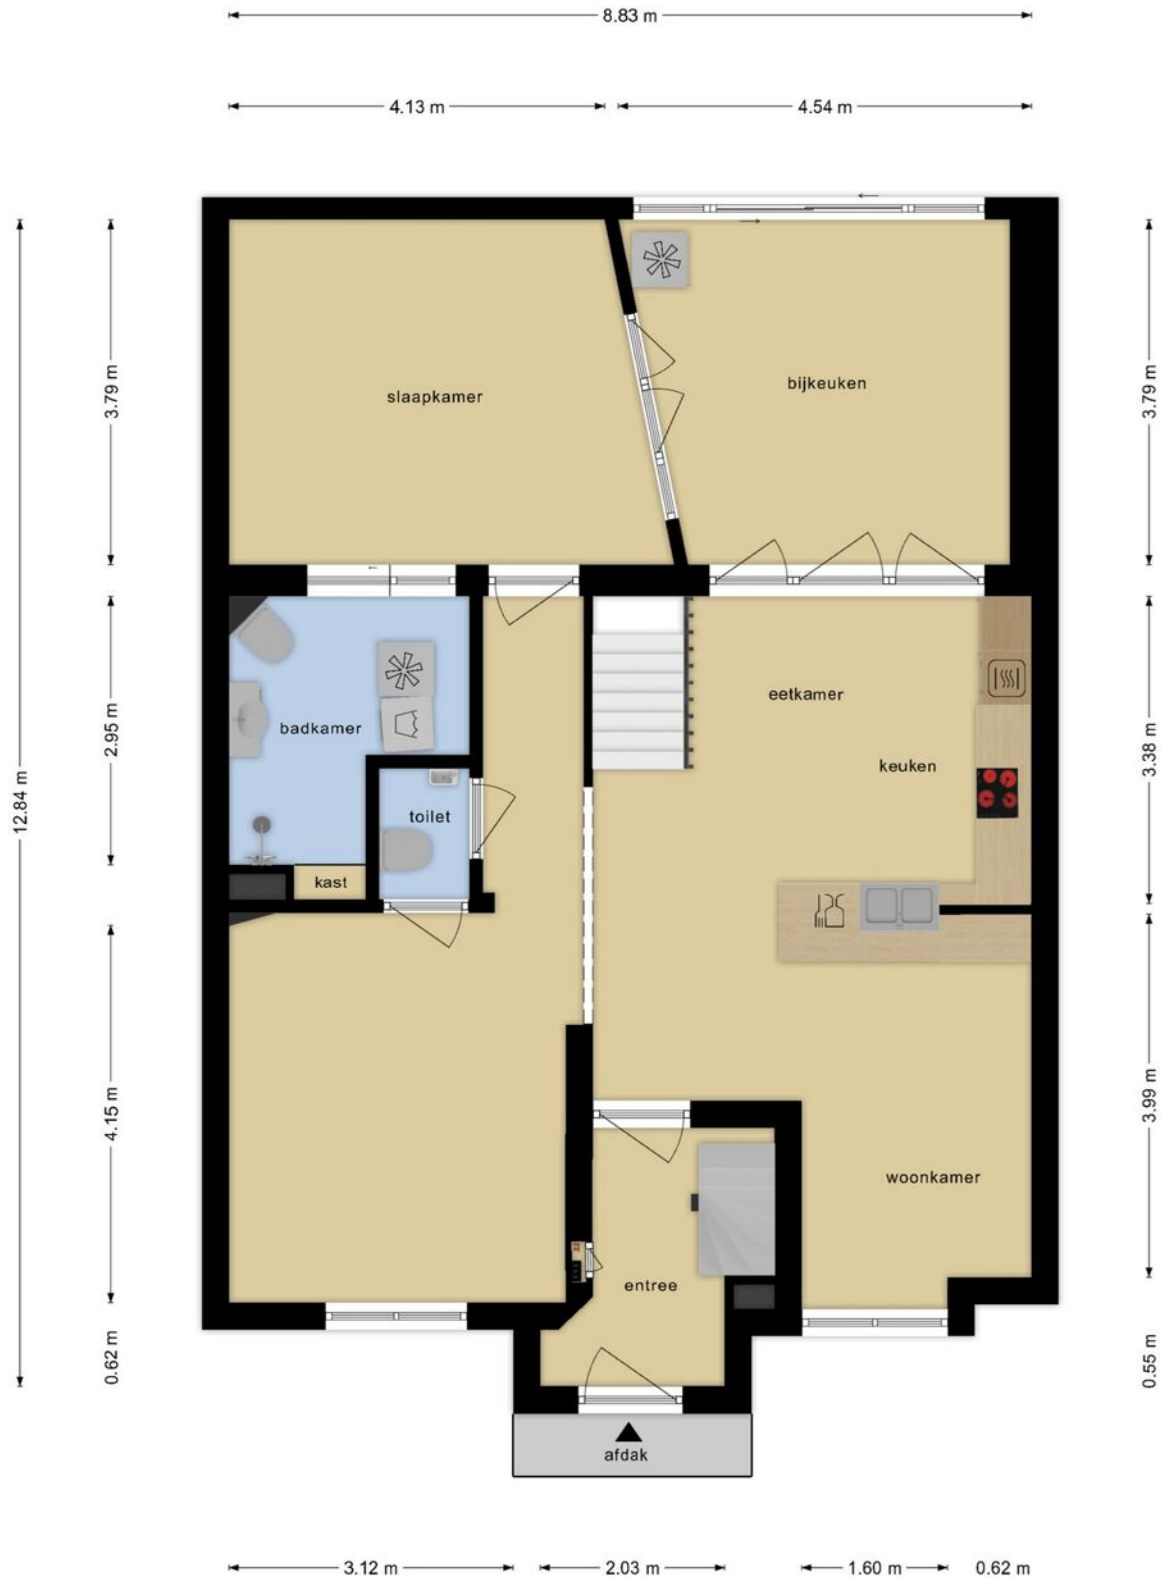 8.83 m
4.13 m
4.54 m
3.79 m
3.79 m
slaapkamer
bijkeuken
2.95 m
badkamer
toilet
kast
eetkamer
keuken
3.38 m
12.84 m
4.15 m
3.99 m
woonkamer
entree
0.62 m
0.55 m
afdak
3.12 m
2.03 m
1.60 m
0.62 m